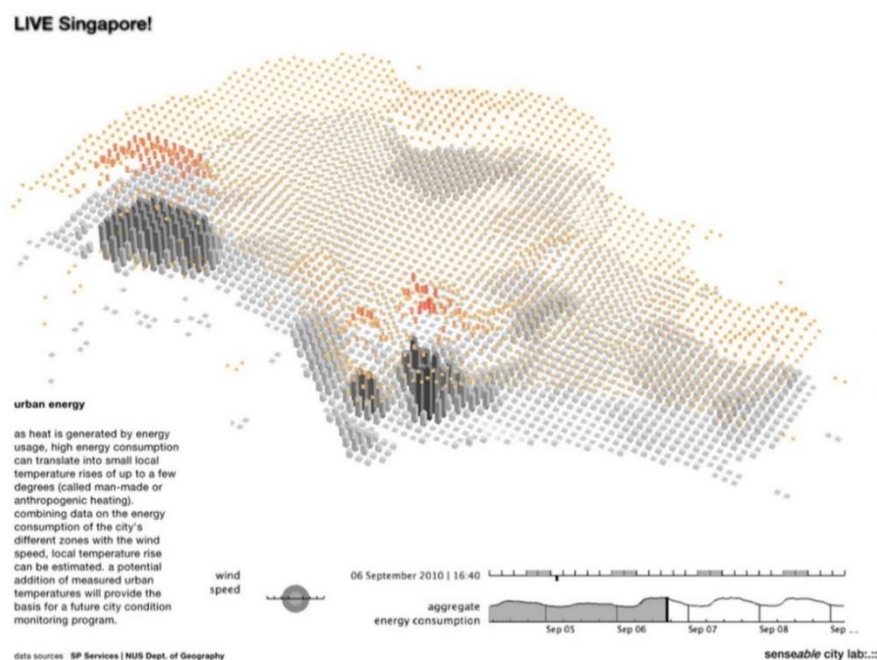 LIVE Singapore!
urban energy
as heat is generated by energy
usage, high energy consumption
can translate into small local
temperature rises of up to a few
degrees (called man-made or
anthropogenic heating).
combining data on the energy
consumption of the city's
different zones with the wind
speed, local temperature rise
can be estimated. a potential
addition of measured urban
temperatures will provide the
basis for a future city condition
monitoring program.
wind
speed
06 September 2010 | 16:40
aggregate
energy consumption
Sep 05 Sep 06 Sep 07 Sep 08 Sep ...
data sources SP Services | NUS Dept. of Geography
senseable city lab:.::